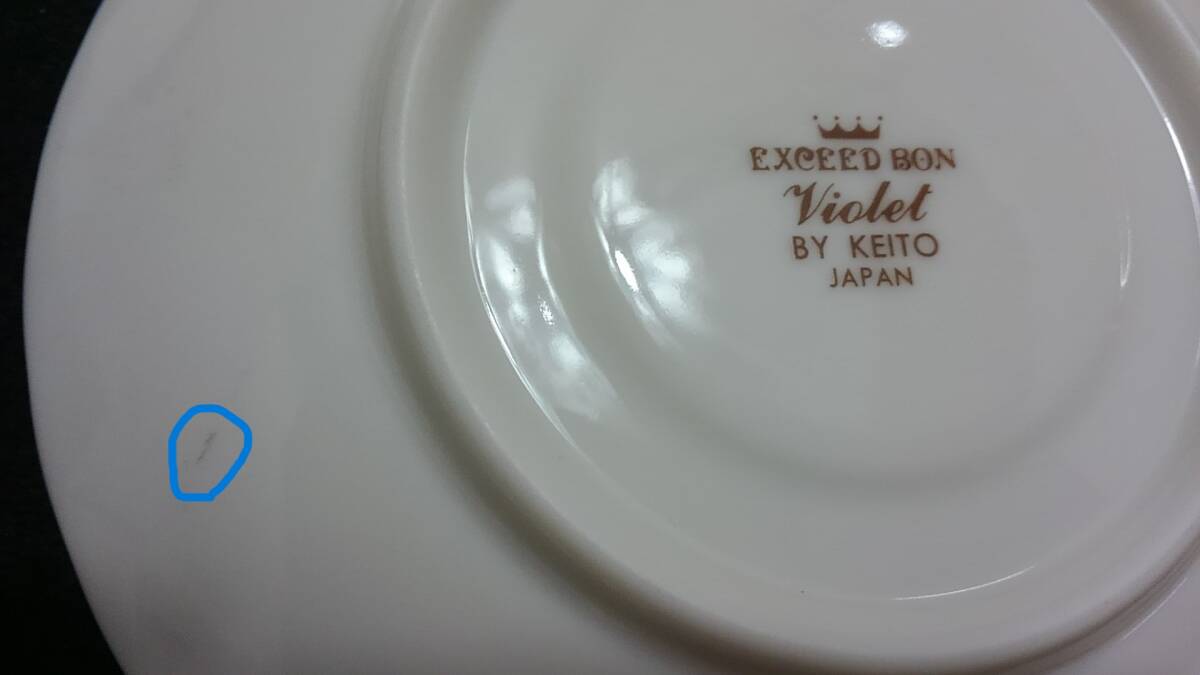 EXCEED BON
Violet
BY KEITO
JAPAN